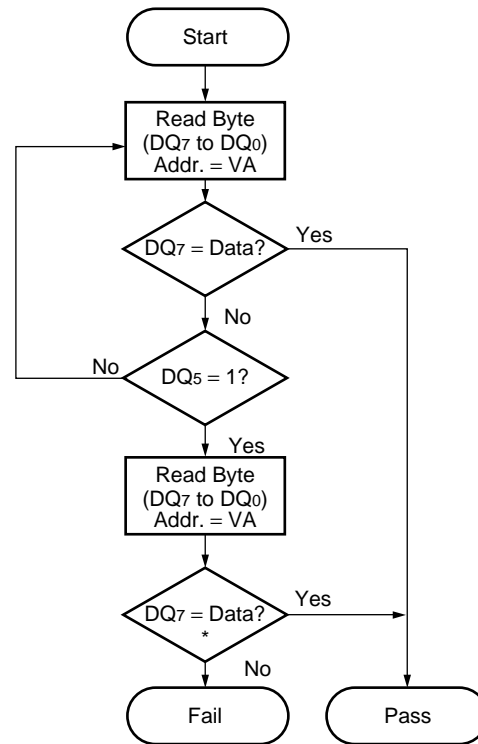 Start
Read Byte
(DQ7 to DQ0)
Addr. = VA
DQ7 = Data?
Yes
No
DQ5 = 1?
No
Yes
Read Byte
(DQ7 to DQ0)
Addr. = VA
DQ7 = Data?
*
Yes
No
Fail
Pass